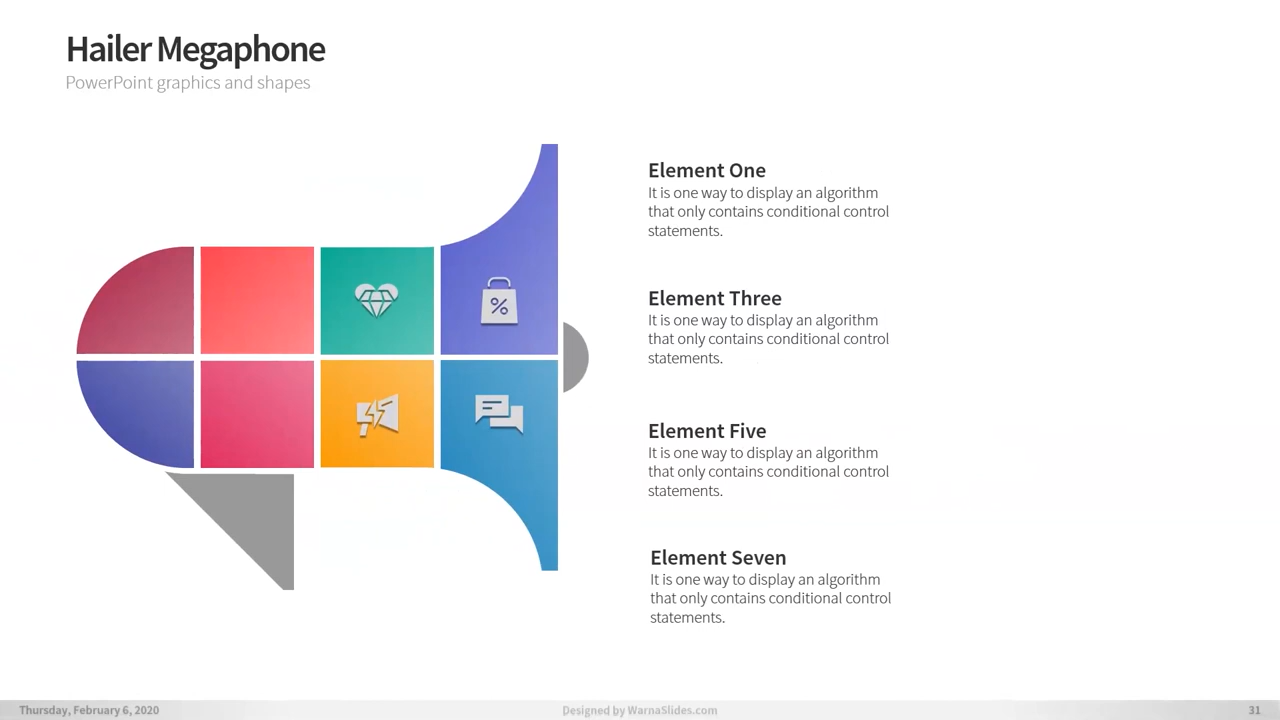 Hailer Megaphone
PowerPoint graphics and shapes
Element One
It is one way to display an algorithm
that only contains conditional control
statements.
Element Three
It is one way to display an algorithm
that only contains conditional control
statements.
%
Element Five
It is one way to display an algorithm
that only contains conditional control
statements.
Element Seven
It is one way to display an algorithm
that only contains conditional control
statements.
Thursday, February 6, 2020
Designed by WarnaSlides.com
31